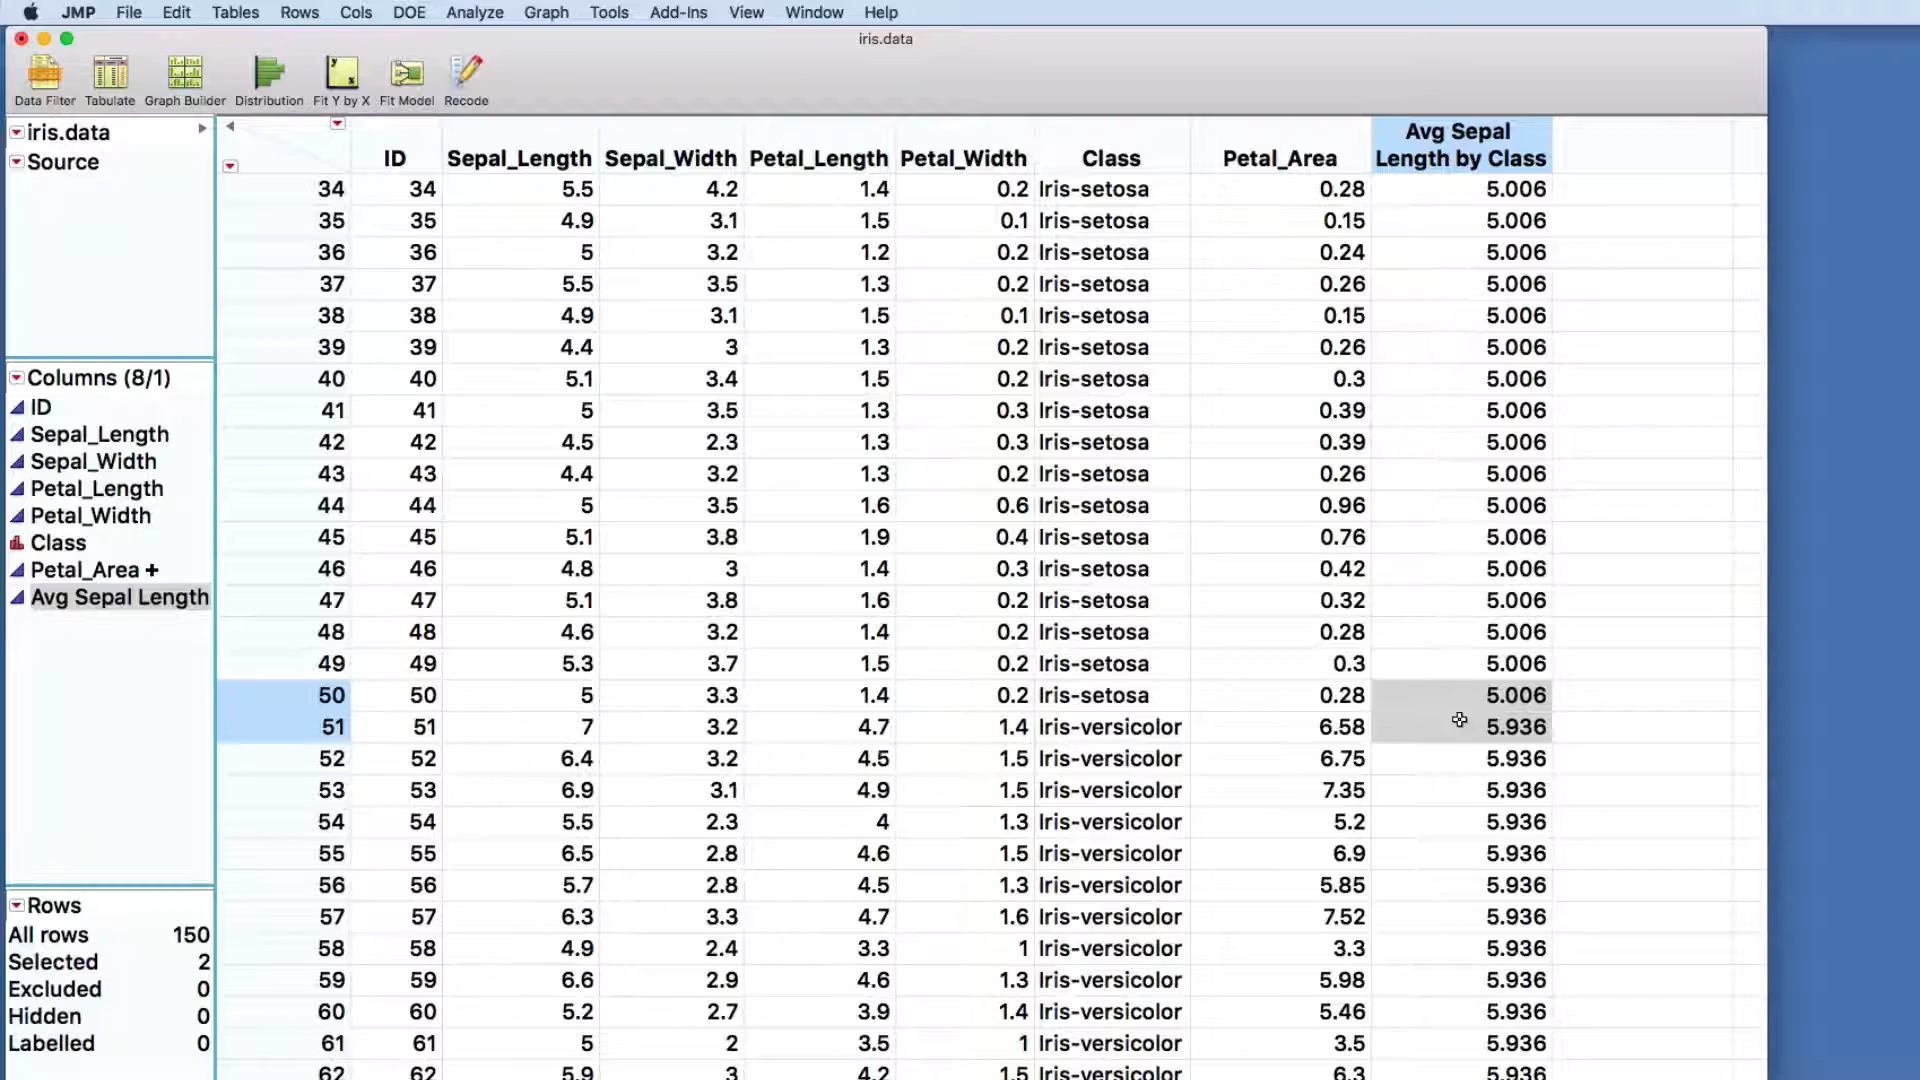 JMP File Edit Tables Rows Cols DOE Analyze Graph Tools Add-Ins View Window Help
iris.data
Data Filter Tabulate Graph Builder Distribution Fit Y by X Fit Model Recode
iris.data
Source
Columns (8/1)
ID
Sepal_Length
Sepal_Width
Petal_Length
Petal_Width
Class
Petal_Area +
Avg Sepal Length
Rows
All rows 150
Selected 2
Excluded 0
Hidden 0
Labelled 0
ID Sepal_Length Sepal_Width Petal_Length Petal_Width Class Petal_Area Avg Sepal Length by Class
34 34 5.5 4.2 1.4 0.2 Iris-setosa 0.28 5.006
35 35 4.9 3.1 1.5 0.1 Iris-setosa 0.15 5.006
36 36 5 3.2 1.2 0.2 Iris-setosa 0.24 5.006
37 37 5.5 3.5 1.3 0.2 Iris-setosa 0.26 5.006
38 38 4.9 3.1 1.5 0.1 Iris-setosa 0.15 5.006
39 39 4.4 3 1.3 0.2 Iris-setosa 0.26 5.006
40 40 5.1 3.4 1.5 0.2 Iris-setosa 0.3 5.006
41 41 5 3.5 1.3 0.3 Iris-setosa 0.39 5.006
42 42 4.5 2.3 1.3 0.3 Iris-setosa 0.39 5.006
43 43 4.4 3.2 1.3 0.2 Iris-setosa 0.26 5.006
44 44 5 3.5 1.6 0.6 Iris-setosa 0.96 5.006
45 45 5.1 3.8 1.9 0.4 Iris-setosa 0.76 5.006
46 46 4.8 3 1.4 0.3 Iris-setosa 0.42 5.006
47 47 5.1 3.8 1.6 0.2 Iris-setosa 0.32 5.006
48 48 4.6 3.2 1.4 0.2 Iris-setosa 0.28 5.006
49 49 5.3 3.7 1.5 0.2 Iris-setosa 0.3 5.006
50 50 5 3.3 1.4 0.2 Iris-setosa 0.28 5.006
51 51 7 3.2 4.7 1.4 Iris-versicolor 6.58 5.936
52 52 6.4 3.2 4.5 1.5 Iris-versicolor 6.75 5.936
53 53 6.9 3.1 4.9 1.5 Iris-versicolor 7.35 5.936
54 54 5.5 2.3 4 1.3 Iris-versicolor 5.2 5.936
55 55 6.5 2.8 4.6 1.5 Iris-versicolor 6.9 5.936
56 56 5.7 2.8 4.5 1.3 Iris-versicolor 5.85 5.936
57 57 6.3 3.3 4.7 1.6 Iris-versicolor 7.52 5.936
58 58 4.9 2.4 3.3 1 Iris-versicolor 3.3 5.936
59 59 6.6 2.9 4.6 1.3 Iris-versicolor 5.98 5.936
60 60 5.2 2.7 3.9 1.4 Iris-versicolor 5.46 5.936
61 61 5 2 3.5 1 Iris-versicolor 3.5 5.936
62 62 5.9 3 4.2 1.5 Iris-versicolor 6.3 5.936